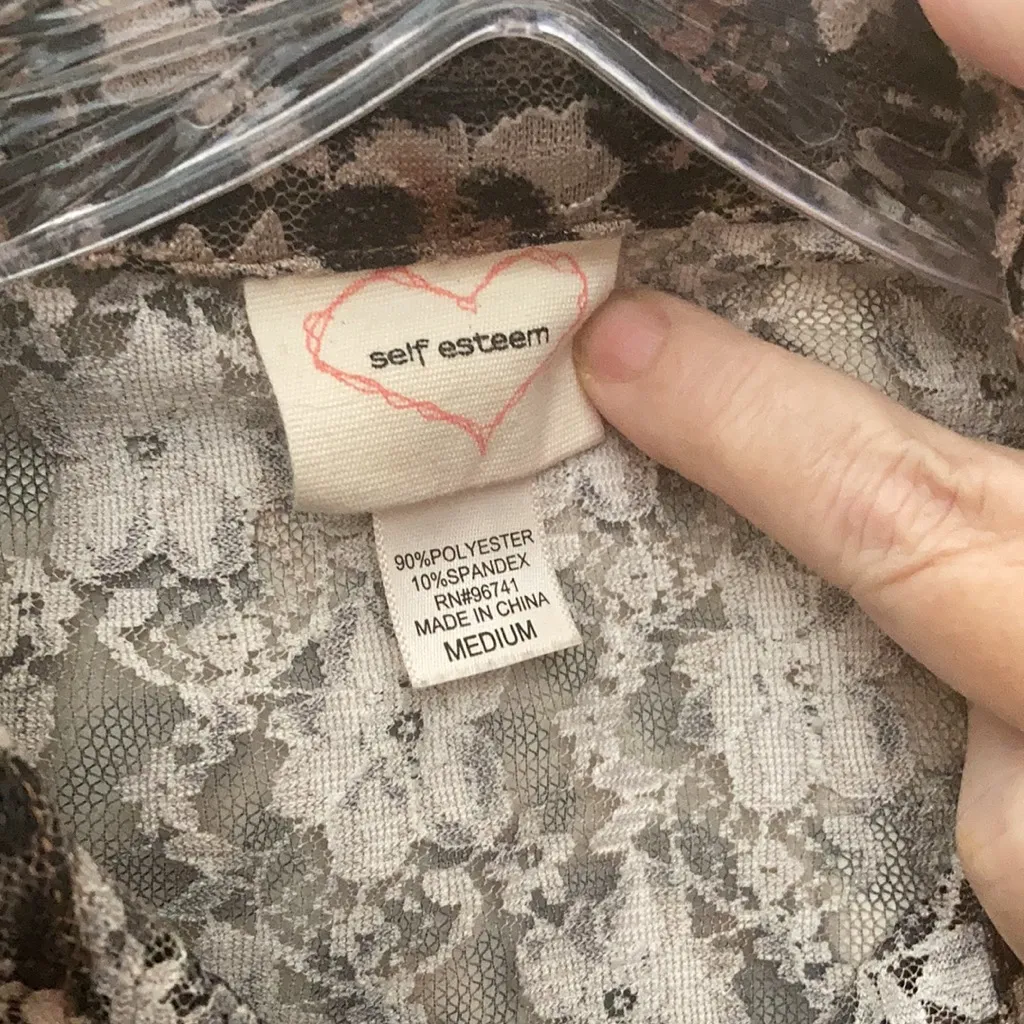 self esteem
90%POLYESTER
10%SPANDEX
RN#96741
MADE IN CHINA
MEDIUM